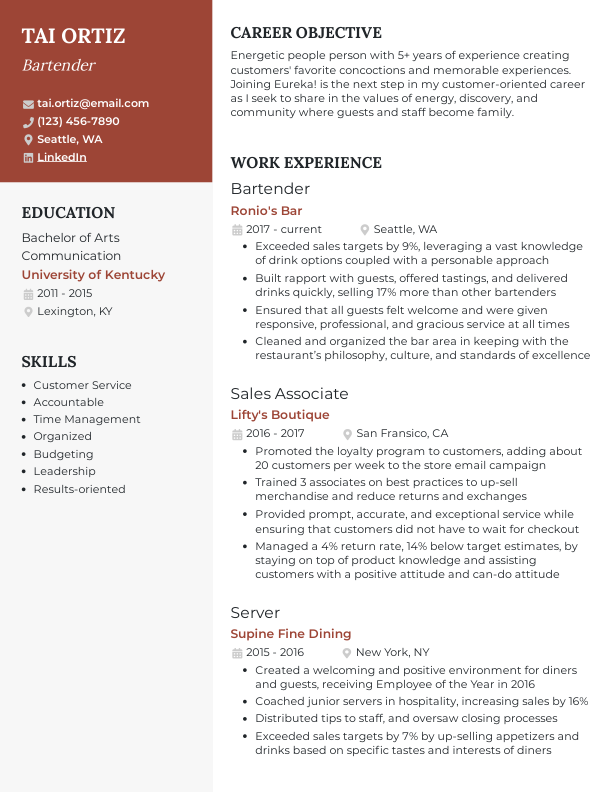 TAI ORTIZ
Bartender
tai.ortiz@email.com
(123) 456-7890
Seattle, WA
LinkedIn
EDUCATION
Bachelor of Arts
Communication
University of Kentucky
2011 - 2015
Lexington, KY
SKILLS
Customer Service
Accountable
Time Management
Organized
Budgeting
Leadership
Results-oriented
CAREER OBJECTIVE
Energetic people person with 5+ years of experience creating
customers' favorite concoctions and memorable experiences.
Joining Eureka! is the next step in my customer-oriented career
as I seek to share in the values of energy, discovery, and
community where guests and staff become family.
WORK EXPERIENCE
Bartender
Ronio's Bar
2017 - current Seattle, WA
Exceeded sales targets by 9%, leveraging a vast knowledge
of drink options coupled with a personable approach
Built rapport with guests, offered tastings, and delivered
drinks quickly, selling 17% more than other bartenders
Ensured that all guests felt welcome and were given
responsive, professional, and gracious service at all times
Cleaned and organized the bar area in keeping with the
restaurant's philosophy, culture, and standards of excellence
Sales Associate
Lifty's Boutique
2016 - 2017 San Fransico, CA
Promoted the loyalty program to customers, adding about
20 customers per week to the store email campaign
Trained 3 associates on best practices to up-sell
merchandise and reduce returns and exchanges
Provided prompt, accurate, and exceptional service while
ensuring that customers did not have to wait for checkout
Managed a 4% return rate, 14% below target estimates, by
staying on top of product knowledge and assisting
customers with a positive attitude and can-do attitude
Server
Supine Fine Dining
2015 - 2016 New York, NY
Created a welcoming and positive environment for diners
and guests, receiving Employee of the Year in 2016
Coached junior servers in hospitality, increasing sales by 16%
Distributed tips to staff, and oversaw closing processes
Exceeded sales targets by 7% by up-selling appetizers and
drinks based on specific tastes and interests of diners